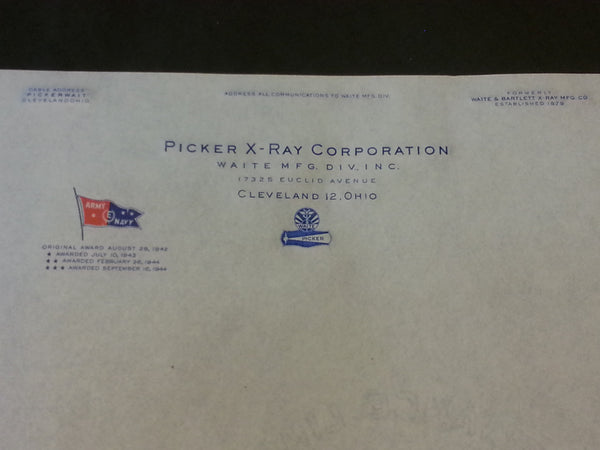 CABLE ADDRESS
PICKERWAIT
CLEVELANDOHIO
ADDRESS ALL COMMUNICATIONS TO WAITE MFG. DIV.
FORMERLY
WAITE & BARTLETT X-RAY MFG. CO.
ESTABLISHED 1879
PICKER X-RAY CORPORATION
WAITE MFG. DIV., INC.
17325 EUCLID AVENUE
CLEVELAND 12, OHIO
ARMY E NAVY
WAITE
PICKER
ORIGINAL AWARD AUGUST 29, 1942
★ AWARDED JULY 10, 1943
★★ AWARDED FEBRUARY 26, 1944
★★★ AWARDED SEPTEMBER 16, 1944